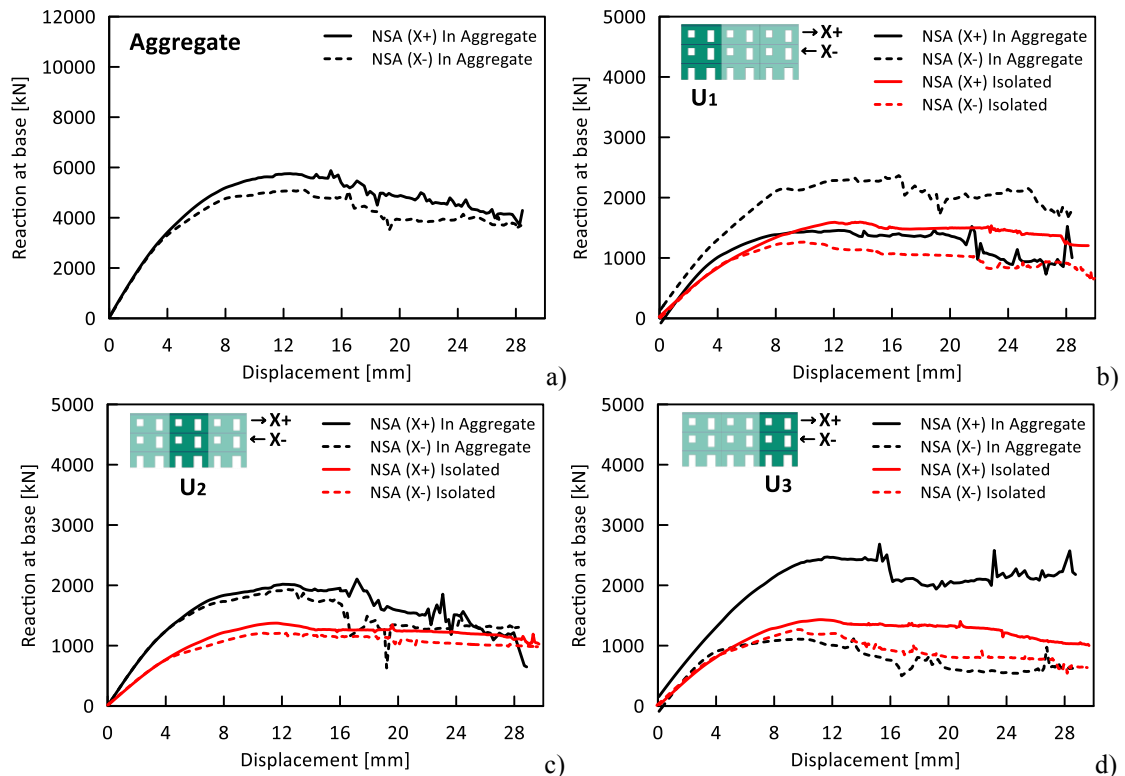 Aggregate
NSA (X+) In Aggregate
NSA (X-) In Aggregate
12000
10000
8000
6000
4000
2000
0
0 4 8 12 16 20 24 28
Reaction at base [kN]
Displacement [mm]
a)
→X+
←X-
U1
NSA (X+) In Aggregate
NSA (X-) In Aggregate
NSA (X+) Isolated
NSA (X-) Isolated
5000
4000
3000
2000
1000
0
0 4 8 12 16 20 24 28
Reaction at base [kN]
Displacement [mm]
b)
→X+
←X-
U2
NSA (X+) In Aggregate
NSA (X-) In Aggregate
NSA (X+) Isolated
NSA (X-) Isolated
5000
4000
3000
2000
1000
0
0 4 8 12 16 20 24 28
Reaction at base [kN]
Displacement [mm]
c)
→X+
←X-
U3
NSA (X+) In Aggregate
NSA (X-) In Aggregate
NSA (X+) Isolated
NSA (X-) Isolated
5000
4000
3000
2000
1000
0
0 4 8 12 16 20 24 28
Reaction at base [kN]
Displacement [mm]
d)